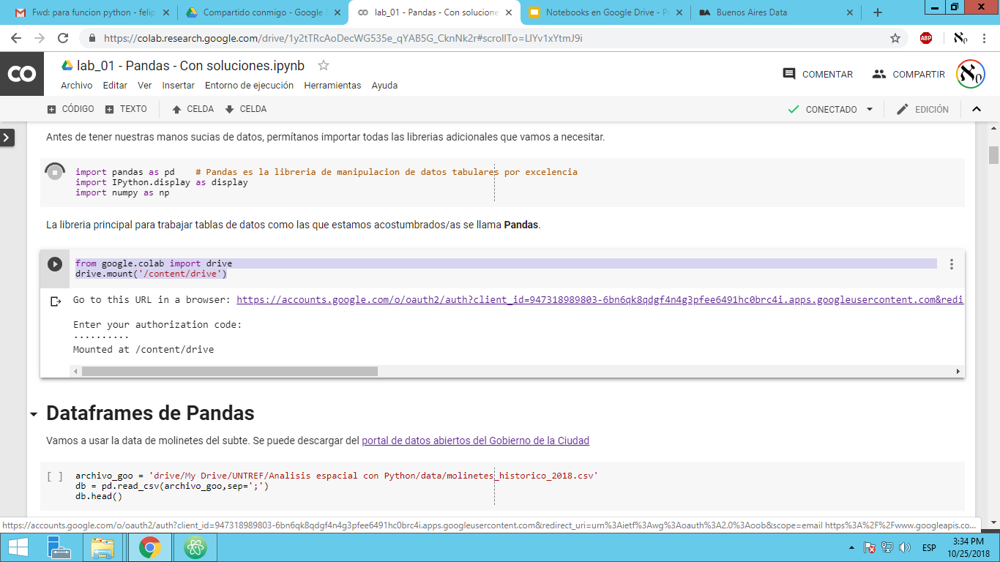 Fwd: para funcion python - felip
Compartido conmigo - Google
lab_01 - Pandas - Con solucione
Notebooks en Google Drive - P
BA Buenos Aires Data
https://colab.research.google.com/drive/1y2tTRcAoDecWG535e_qYAB5G_CknNk2r#scrollTo=LlYv1xYtmJ9i
ABP
CO lab_01 - Pandas - Con soluciones.ipynb
Archivo Editar Ver Insertar Entorno de ejecución Herramientas Ayuda
COMENTAR COMPARTIR
CÓDIGO TEXTO CELDA CELDA CONECTADO EDICIÓN
Antes de tener nuestras manos sucias de datos, permítanos importar todas las librerias adicionales que vamos a necesitar.
import pandas as pd    # Pandas es la libreria de manipulacion de datos tabulares por excelencia
import IPython.display as display
import numpy as np
La libreria principal para trabajar tablas de datos como las que estamos acostumbrados/as se llama Pandas.
from google.colab import drive
drive.mount('/content/drive')
Go to this URL in a browser: https://accounts.google.com/o/oauth2/auth?client_id=947318989803-6bn6qk8qdgf4n4g3pfee6491hc0brc4i.apps.googleusercontent.com&redi
Enter your authorization code:
··········
Mounted at /content/drive
Dataframes de Pandas
Vamos a usar la data de molinetes del subte. Se puede descargar del portal de datos abiertos del Gobierno de la Ciudad
[ ] archivo_goo = 'drive/My Drive/UNTREF/Analisis espacial con Python/data/molinetes_historico_2018.csv'
db = pd.read_csv(archivo_goo,sep=';')
db.head()
https://accounts.google.com/o/oauth2/auth?client_id=947318989803-6bn6qk8qdgf4n4g3pfee6491hc0brc4i.apps.googleusercontent.com&redirect_uri=urn%3Aietf%3Awg%3Aoauth%3A2.0%3Aoob&scope=email https%3A%2F%2Fwww.googleapis.co...
ESP
3:34 PM
10/25/2018